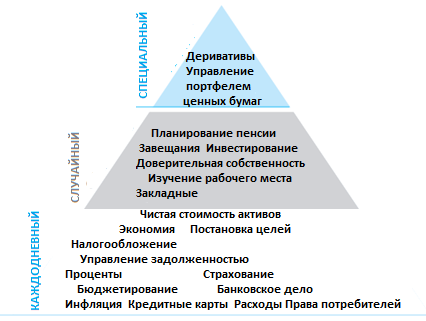 СПЕЦИАЛЬНЫЙ
Деривативы
Управление
портфелем
ценных бумаг
СЛУЧАЙНЫЙ
Планирование пенсии
Завещания Инвестирование
Доверительная собственность
Изучение рабочего места
Закладные
КАЖДОДНЕВНЫЙ
Чистая стоимость активов
Экономия Постановка целей
Налогообложение
Управление задолженностью
Проценты Страхование
Бюджетирование Банковское дело
Инфляция Кредитные карты Расходы Права потребителей